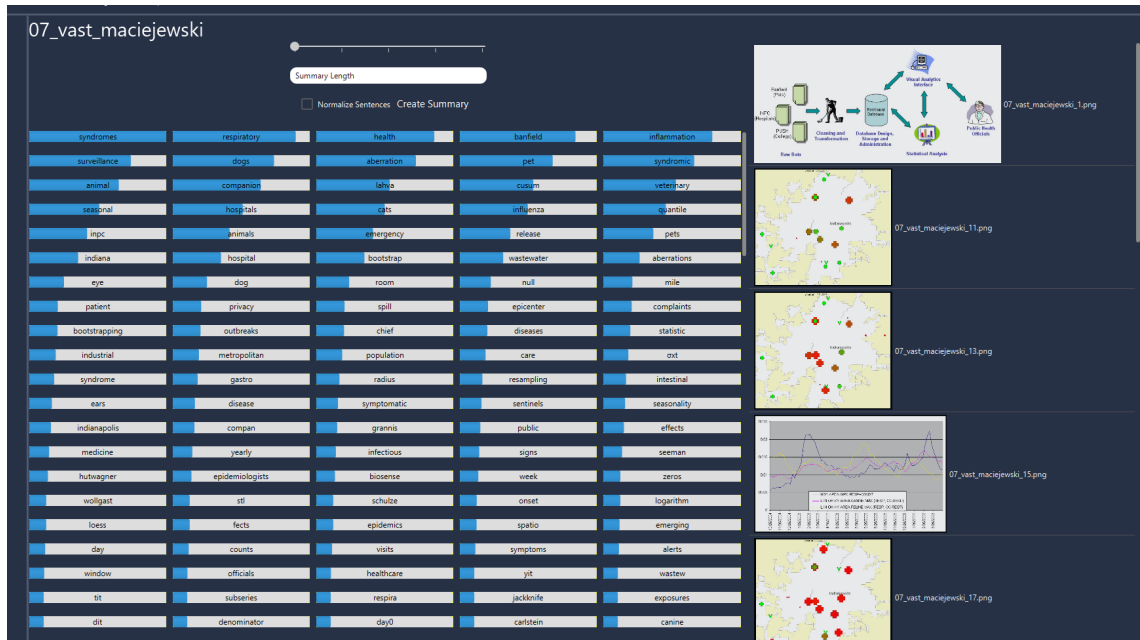 07_vast_maciejewski
Summary Length
Normalize Sentences Create Summary
syndromes respiratory health banfield inflammation
surveillance dogs aberration pet syndromic
animal companion lahva cusum veterinary
seasonal hospitals cats influenza quantile
inpc animals emergency release pets
indiana hospital bootstrap wastewater aberrations
eye dog room null mile
patient privacy spill epicenter complaints
bootstrapping outbreaks chief diseases statistic
industrial metropolitan population care σxt
syndrome gastro radius resampling intestinal
ears disease symptomatic sentinels seasonality
indianapolis compan grannis public effects
medicine yearly infectious signs seeman
hutwagner epidemiologists biosense week zeros
wollgast stl schulze onset logarithm
loess fects epidemics spatio emerging
day counts visits symptoms alerts
window officials healthcare yit wastew
tit subseries respira jackknife exposures
dit denominator day0 carlstein canine
Visual Analytics
Interface
Banfield
(Pets)
INPC
(Hospitals)
PUSH
(College)
Raw Data
Cleaning and
Transformation
Database Design,
Storage and
Administration
Statistical Analysis
Public Health
Officials
07_vast_maciejewski_1.png
07_vast_maciejewski_11.png
07_vast_maciejewski_13.png
07_vast_maciejewski_15.png
07_vast_maciejewski_17.png